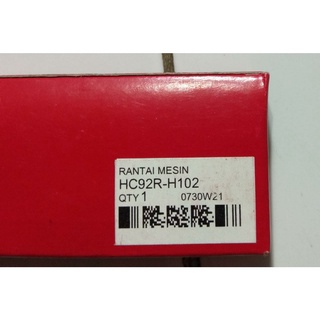 RANTAI MESIN
HC92R-H102
QTY 1 0730W21